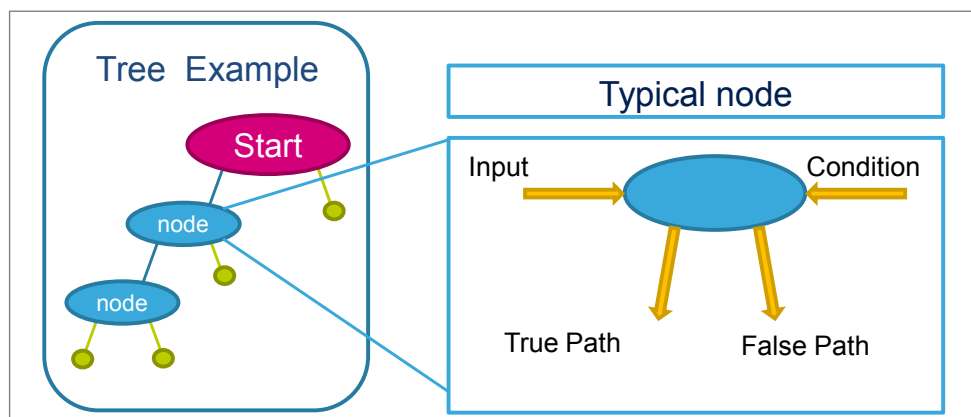 Tree Example
Start
node
node
Typical node
Input
Condition
True Path
False Path